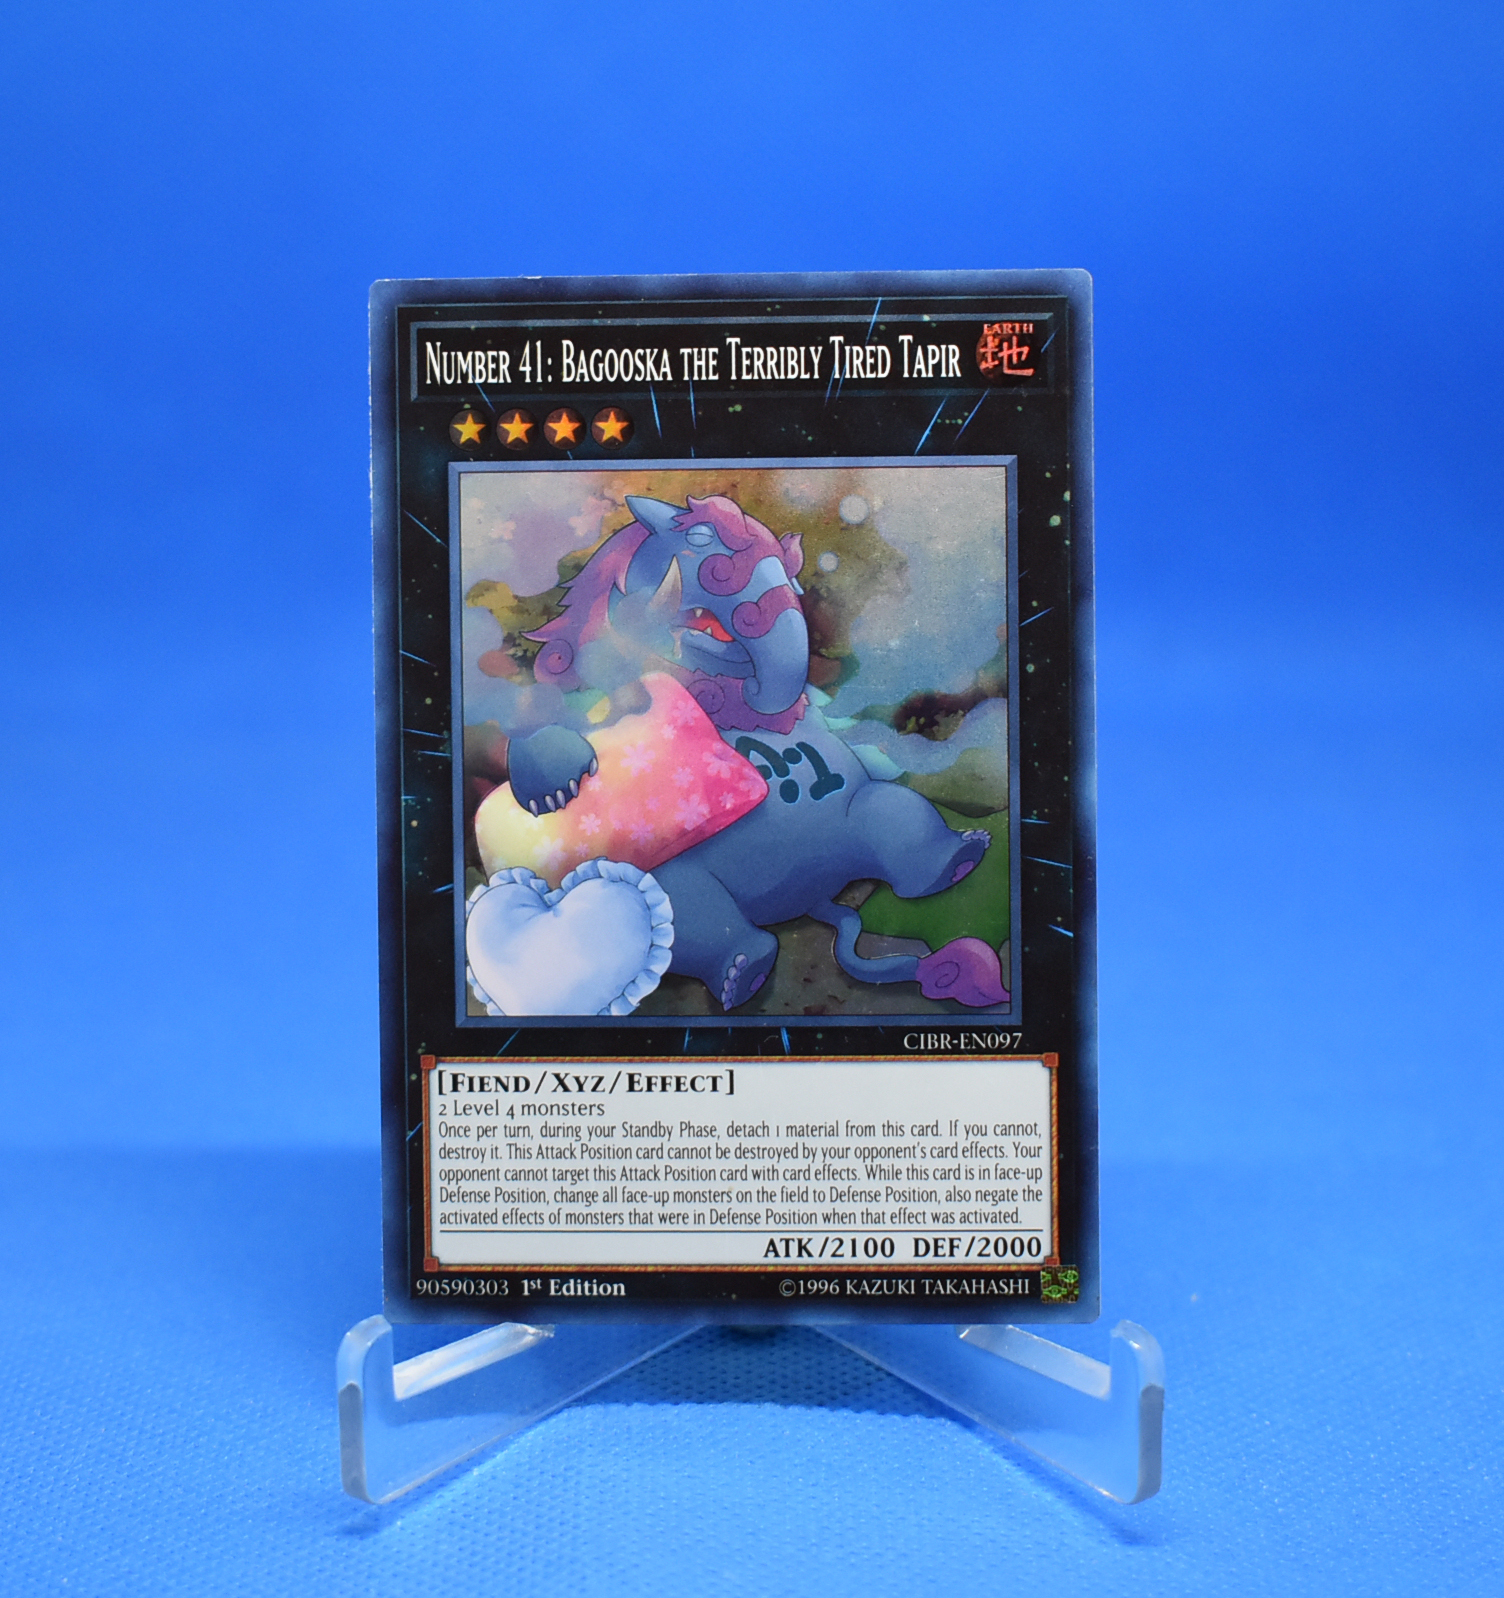 NUMBER 41: BAGOOSKA THE TERRIBLY TIRED TAPIR
EARTH
地
CIBR-EN097
[FIEND/XYZ/EFFECT]
2 Level 4 monsters
Once per turn, during your Standby Phase, detach 1 material from this card. If you cannot,
destroy it. This Attack Position card cannot be destroyed by your opponent's card effects. Your
opponent cannot target this Attack Position card with card effects. While this card is in face-up
Defense Position, change all face-up monsters on the field to Defense Position, also negate the
activated effects of monsters that were in Defense Position when that effect was activated.
ATK/2100 DEF/2000
90590303 1st Edition
©1996 KAZUKI TAKAHASHI